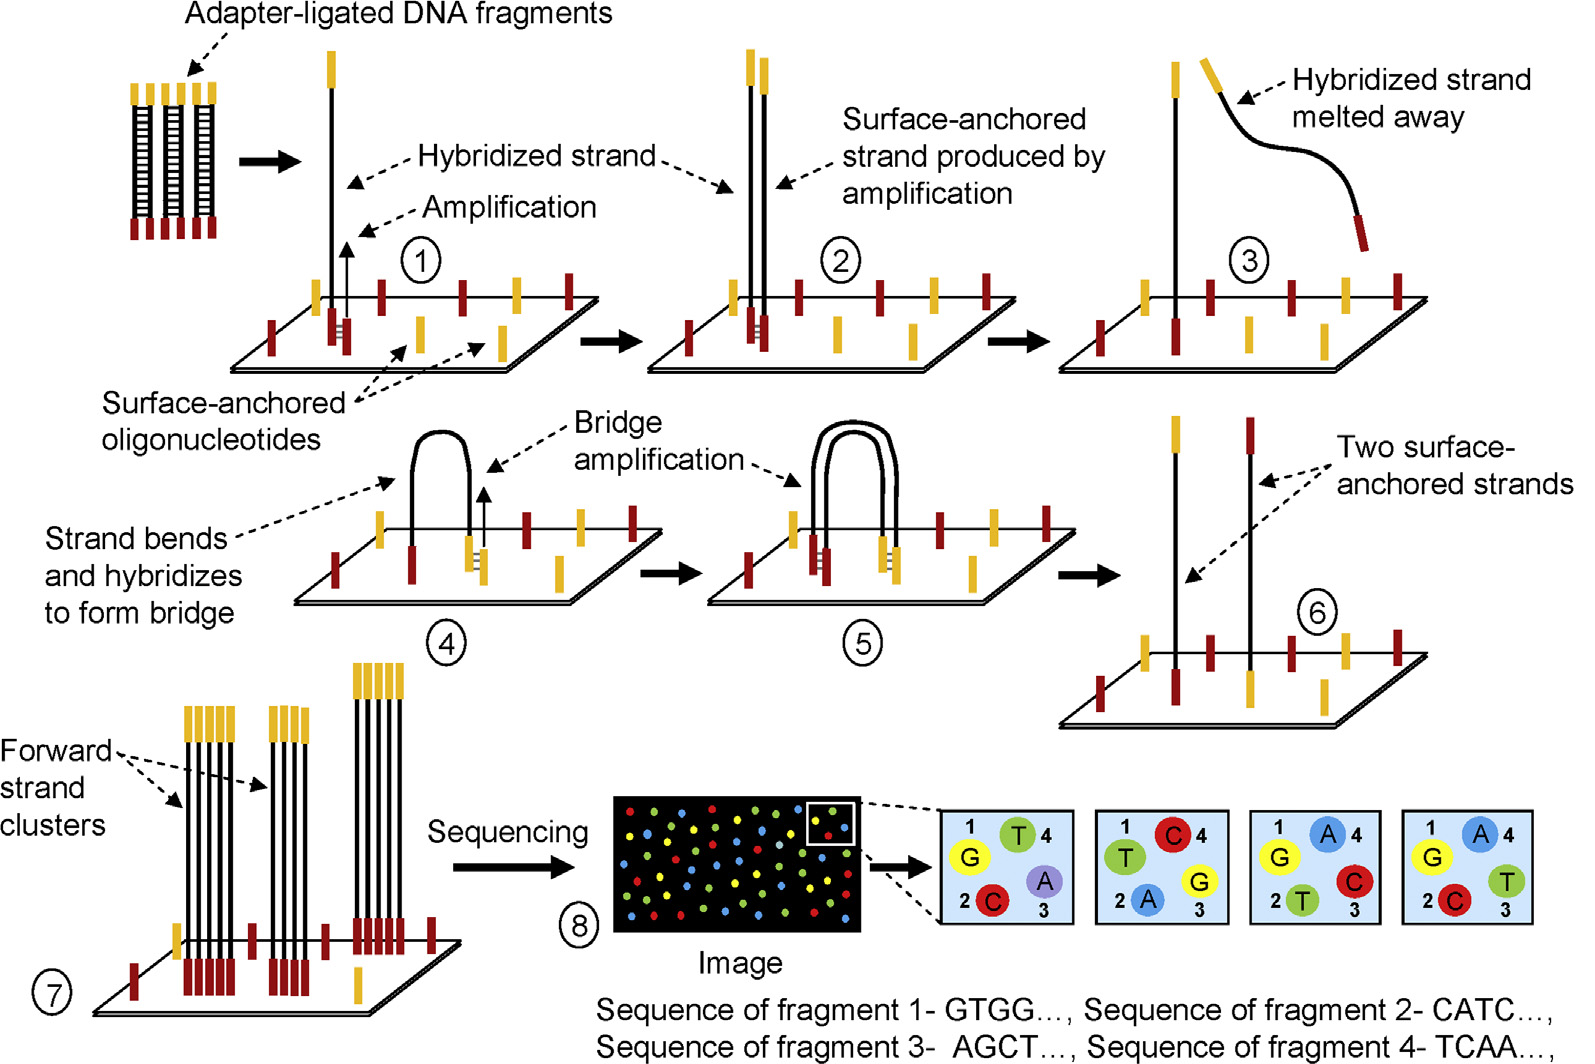 Adapter-ligated DNA fragments
Hybridized strand
Amplification
1
Surface-anchored
oligonucleotides
Surface-anchored
strand produced by
amplification
2
Hybridized strand
melted away
3
Strand bends
and hybridizes
to form bridge
4
Bridge
amplification
5
Two surface-
anchored strands
6
Forward
strand
clusters
7
Sequencing
8
Image
1 G 2 C 3 A 4 T
1 T 2 A 3 G 4 C
1 G 2 T 3 C 4 A
1 G 2 C 3 T 4 A
Sequence of fragment 1- GTGG..., Sequence of fragment 2- CATC...,
Sequence of fragment 3- AGCT..., Sequence of fragment 4- TCAA...,